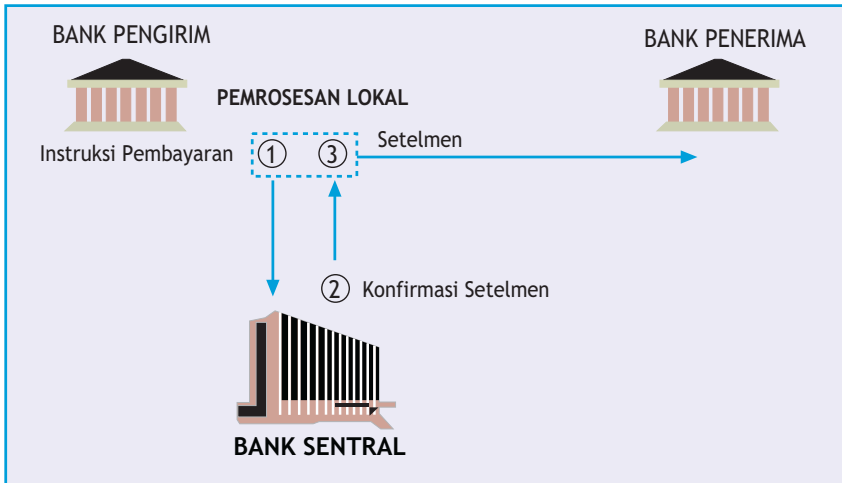 BANK PENGIRIM
BANK PENERIMA
PEMROSESAN LOKAL
Instruksi Pembayaran ① ③ Setelmen
② Konfirmasi Setelmen
BANK SENTRAL